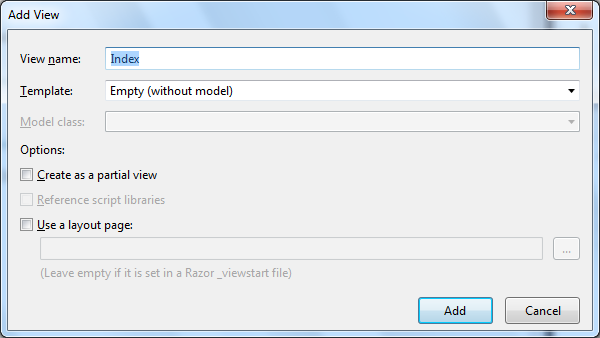 Add View
View name: Index
Template: Empty (without model)
Model class:
Options:
Create as a partial view
Reference script libraries
Use a layout page:
...
(Leave empty if it is set in a Razor _viewstart file)
Add Cancel